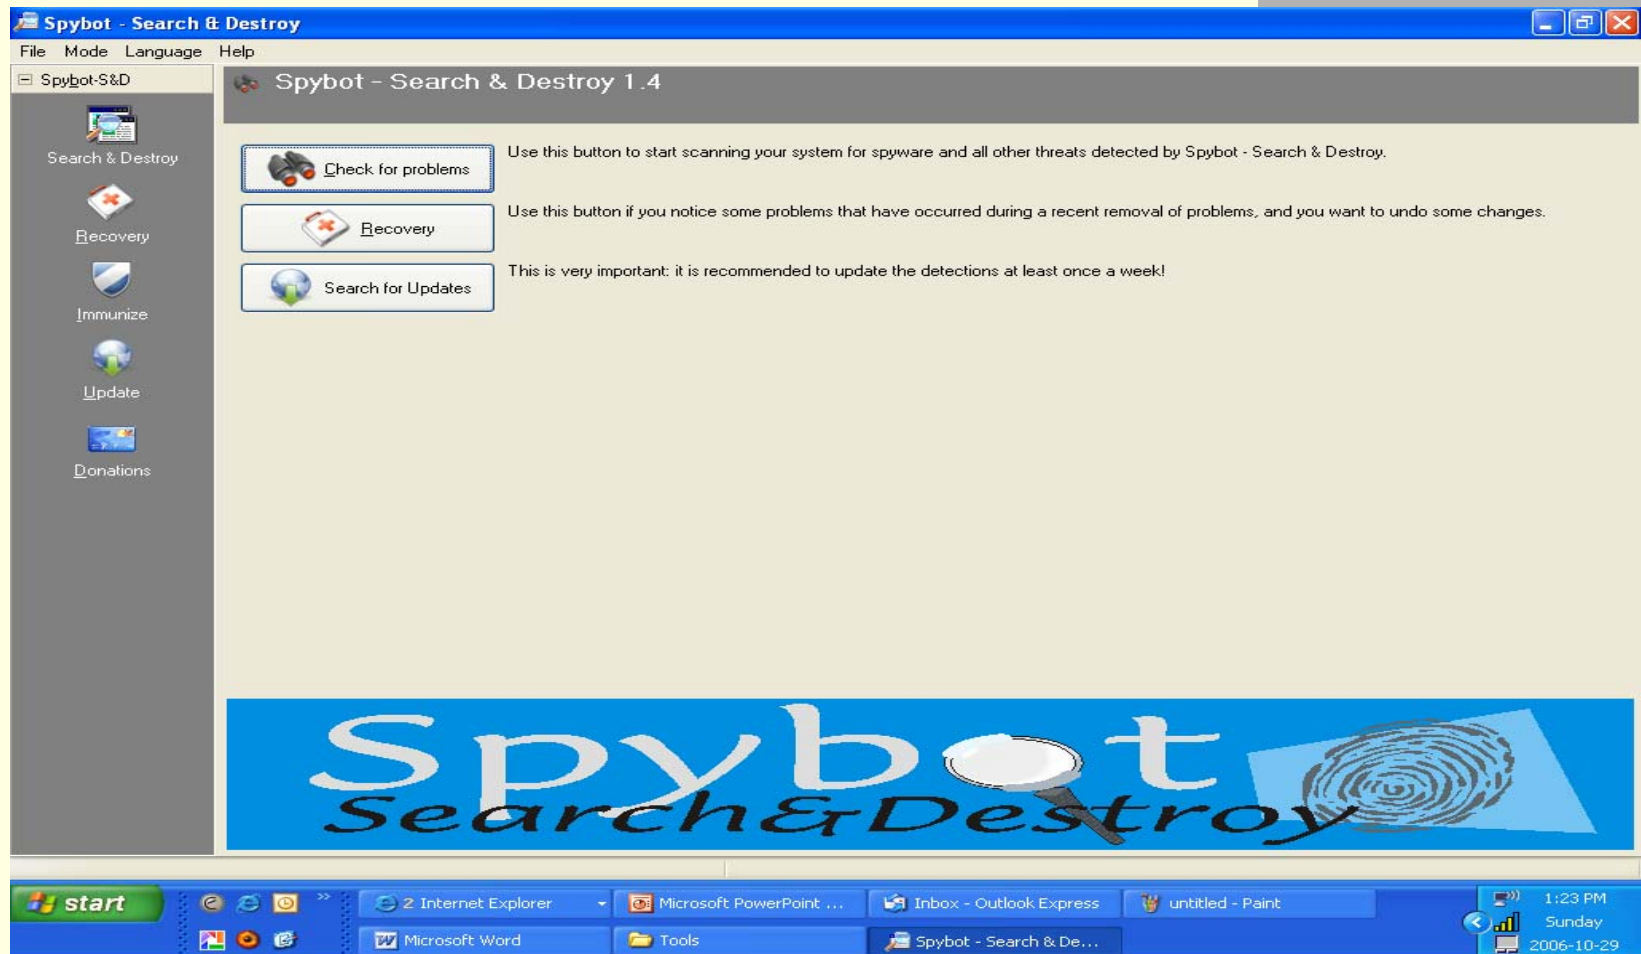 Spybot - Search & Destroy
File Mode Language Help
Spybot-S&D
Spybot - Search & Destroy 1.4
Search & Destroy
Recovery
Immunize
Update
Donations
Check for problems
Use this button to start scanning your system for spyware and all other threats detected by Spybot - Search & Destroy.
Recovery
Use this button if you notice some problems that have occurred during a recent removal of problems, and you want to undo some changes.
Search for Updates
This is very important: it is recommended to update the detections at least once a week!
Spybot
Search&Destroy
start
2 Internet Explorer
Microsoft PowerPoint ...
Inbox - Outlook Express
untitled - Paint
1:23 PM
Sunday
Microsoft Word
Tools
Spybot - Search & De...
2006-10-29